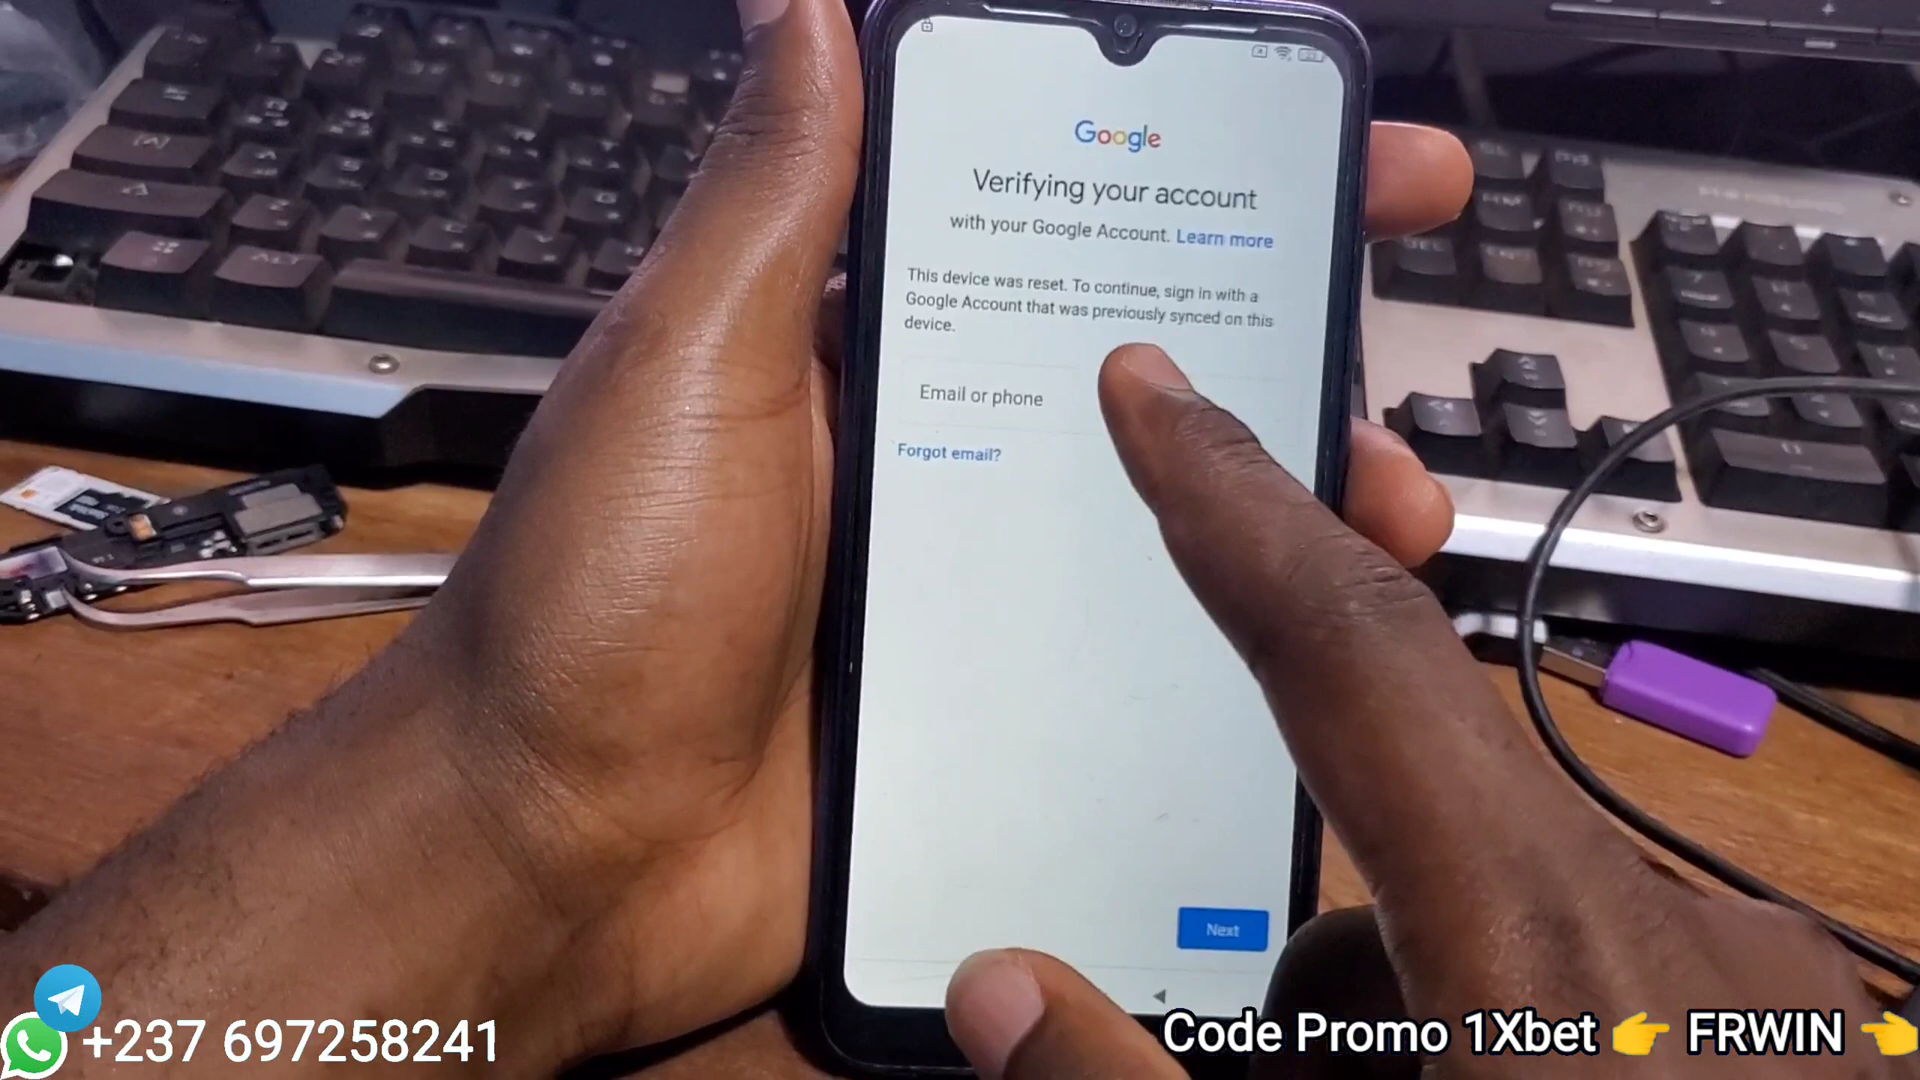 Google
Verifying your account
with your Google Account. Learn more
This device was reset. To continue, sign in with a
Google Account that was previously synced on this
device.
Email or phone
Forgot email?
Next
+237 697258241
Code Promo 1Xbet 👉 FRWIN 👈